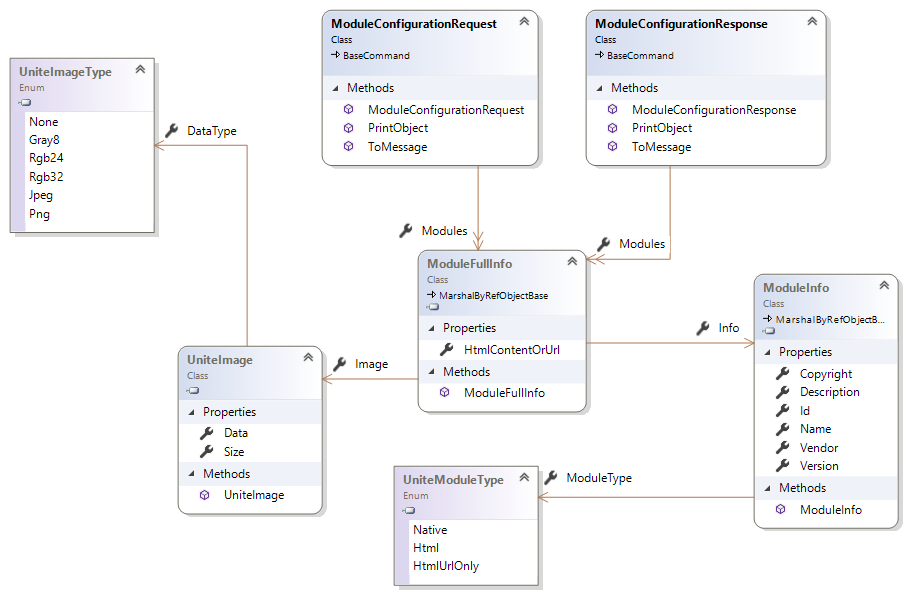 ModuleConfigurationRequest
Class
BaseCommand
Methods
ModuleConfigurationRequest
PrintObject
ToMessage
ModuleConfigurationResponse
Class
BaseCommand
Methods
ModuleConfigurationResponse
PrintObject
ToMessage
UniteImageType
Enum
None
Gray8
Rgb24
Rgb32
Jpeg
Png
DataType
Modules
Modules
ModuleFullInfo
Class
MarshalByRefObjectBase
Properties
HtmlContentOrUrl
Methods
ModuleFullInfo
Info
ModuleInfo
Class
MarshalByRefObjectB...
Properties
Copyright
Description
Id
Name
Vendor
Version
Methods
ModuleInfo
Image
UniteImage
Class
Properties
Data
Size
Methods
UniteImage
ModuleType
UniteModuleType
Enum
Native
Html
HtmlUrlOnly